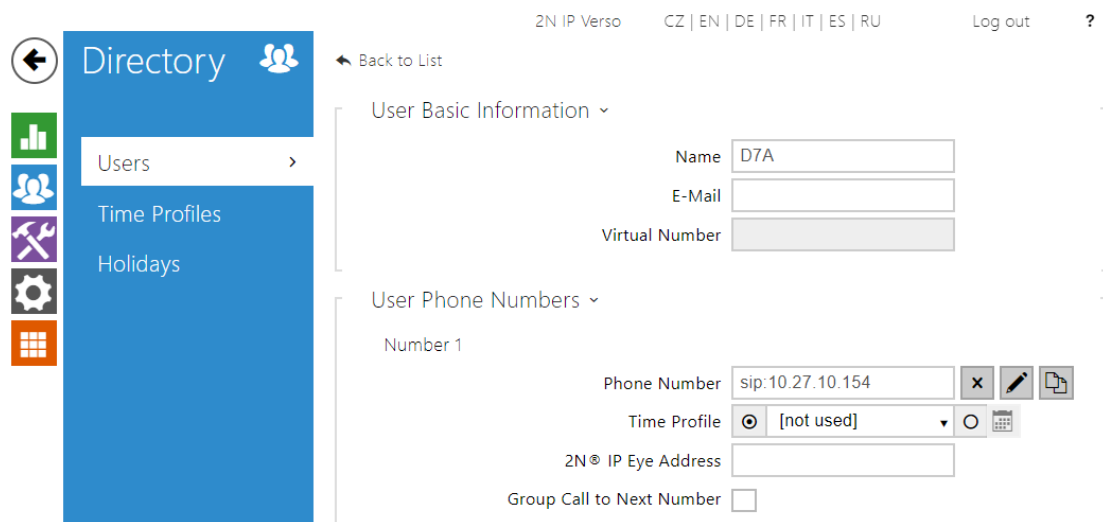 2N IP Verso CZ | EN | DE | FR | IT | ES | RU Log out ?
Directory
Back to List
User Basic Information
Users
Time Profiles
Holidays
Name D7A
E-Mail
Virtual Number
User Phone Numbers
Number 1
Phone Number sip:10.27.10.154
Time Profile [not used]
2N® IP Eye Address
Group Call to Next Number